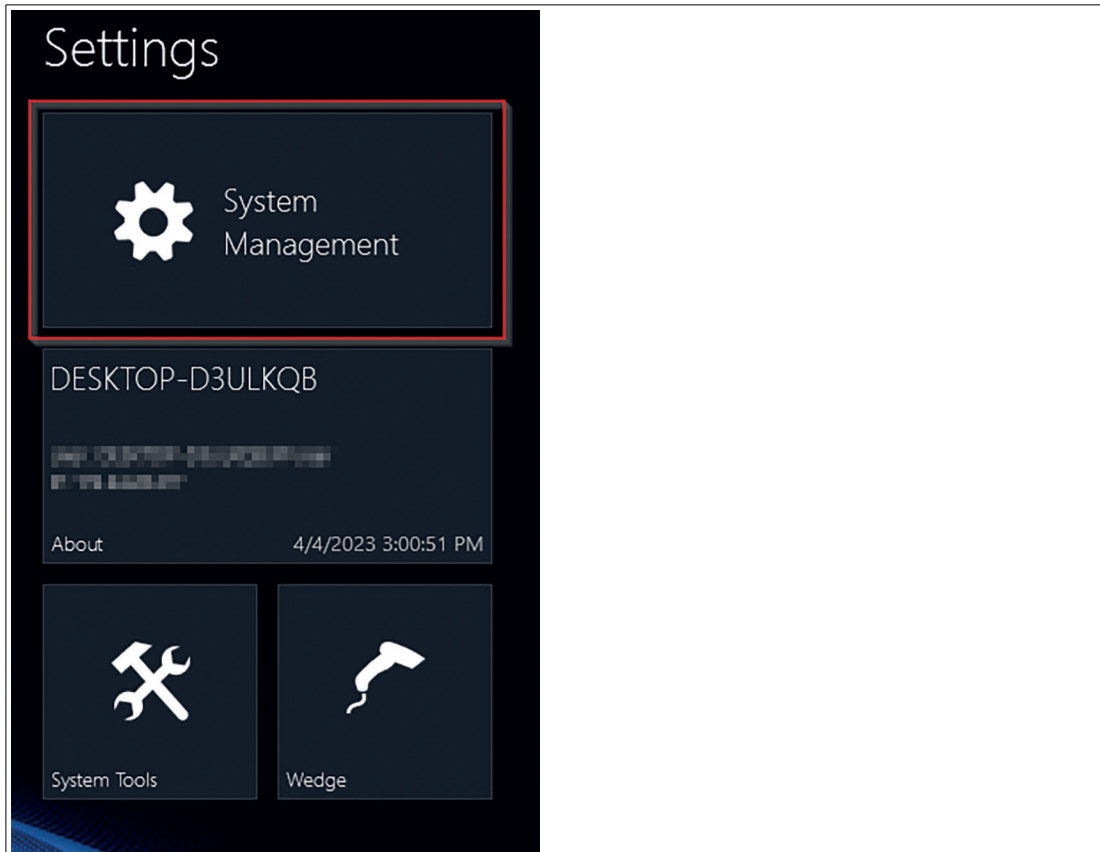 Settings
System
Management
DESKTOP-D3ULKQB
About
4/4/2023 3:00:51 PM
System Tools
Wedge